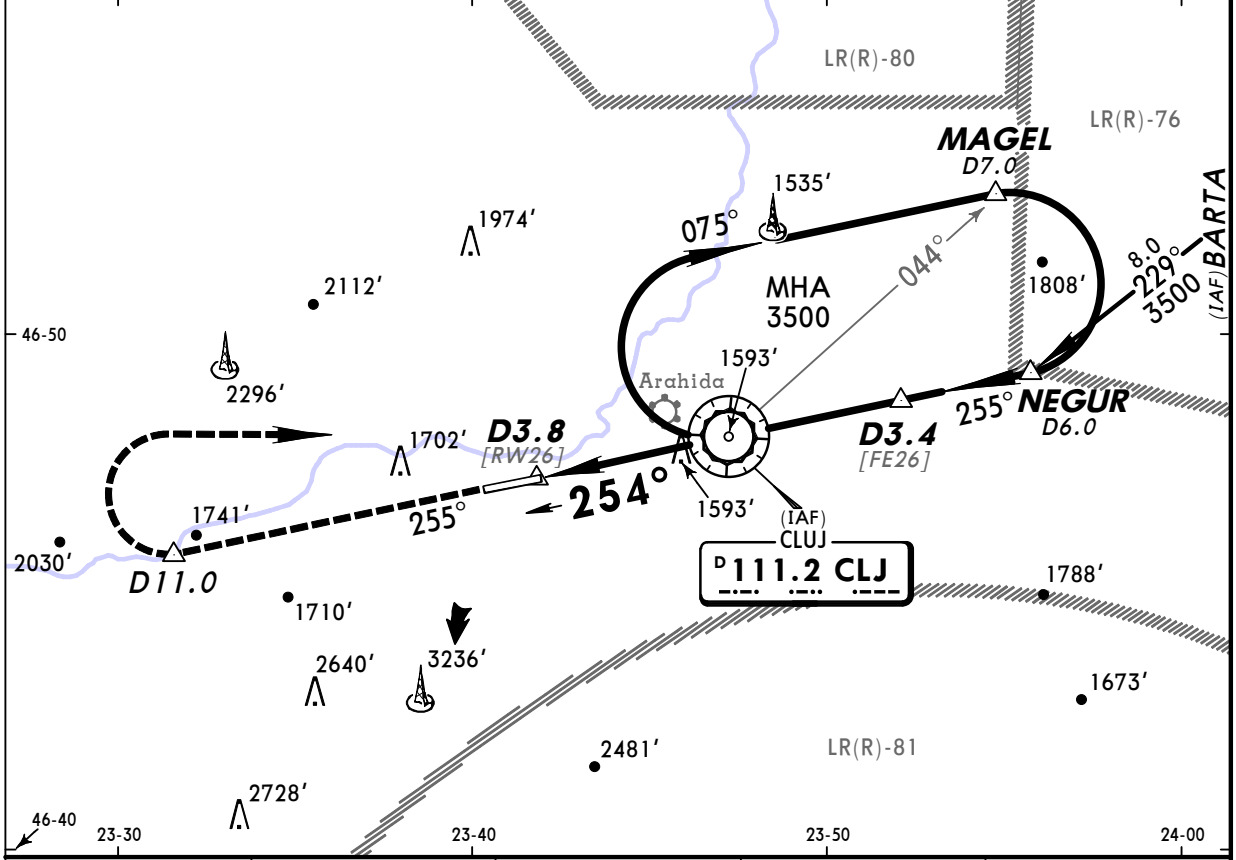 LR(R)-80
LR(R)-76
MAGEL
D7.0
1535'
1974'
075°
044°
(IAF) BARTA
8.0
229°
3500
2112'
MHA
3500
1808'
46-50
1593'
Arahida
2296'
255°
NEGUR
D6.0
D3.4
[FE26]
1702'
D3.8
[RW26]
254°
1593'
255°
1741'
(IAF)
CLUJ
D 111.2 CLJ
2030'
D11.0
1788'
1710'
2640'
3236'
1673'
2481'
LR(R)-81
2728'
46-40
23-30
23-40
23-50
24-00